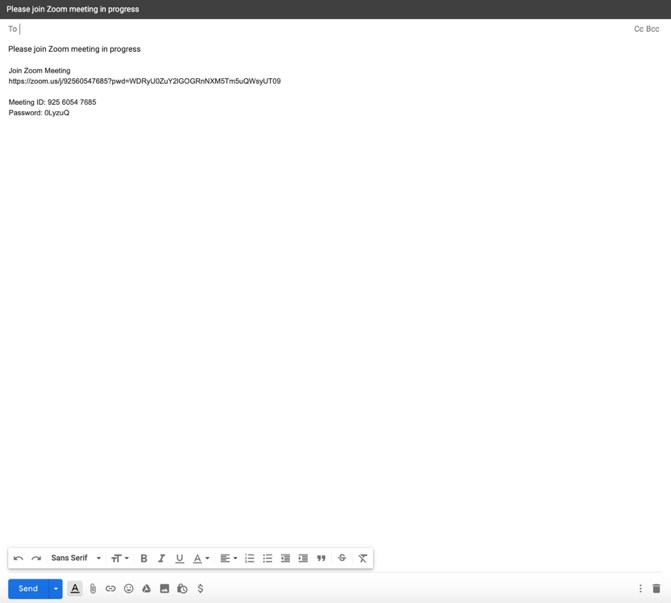 Please join Zoom meeting in progress
To
Cc Bcc
Please join Zoom meeting in progress
Join Zoom Meeting
https://zoom.us/j/92560547685?pwd=WDRyU0ZuY2lGOGRnNXM5Tm5uQWsyUT09
Meeting ID: 925 6054 7685
Password: 0LyzuQ
Sans Serif
Send